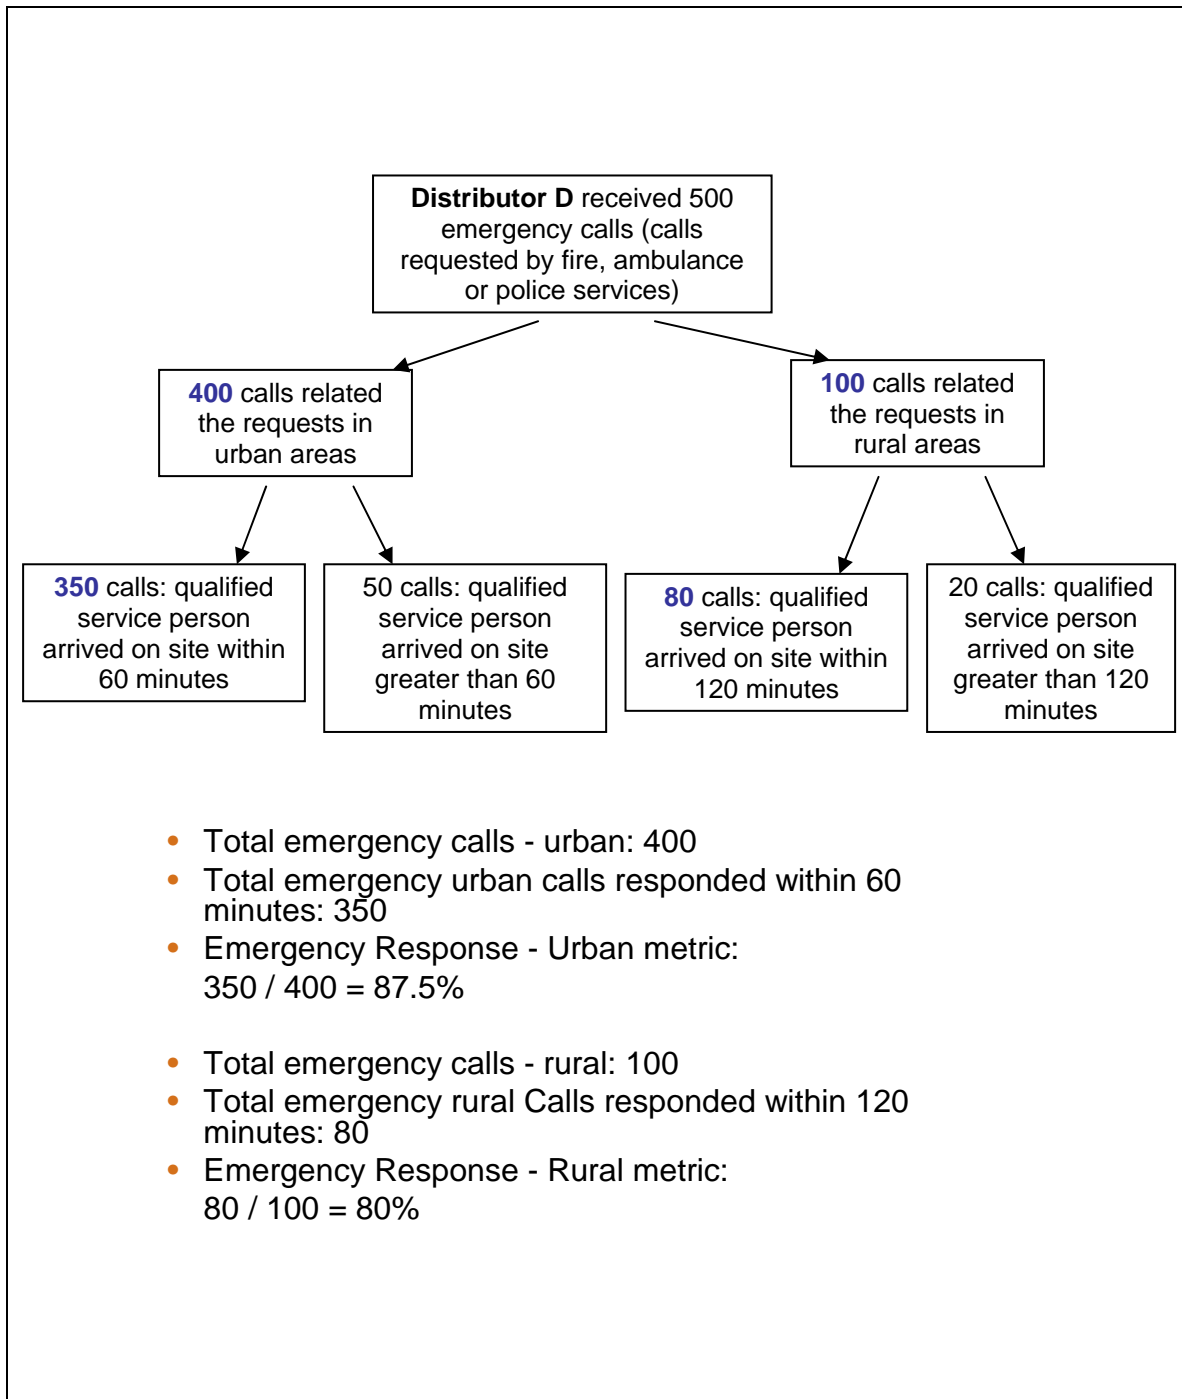 Distributor D received 500
emergency calls (calls
requested by fire, ambulance
or police services)
400 calls related
the requests in
urban areas
100 calls related
the requests in
rural areas
350 calls: qualified
service person
arrived on site within
60 minutes
50 calls: qualified
service person
arrived on site
greater than 60
minutes
80 calls: qualified
service person
arrived on site within
120 minutes
20 calls: qualified
service person
arrived on site
greater than 120
minutes
• Total emergency calls - urban: 400
• Total emergency urban calls responded within 60
minutes: 350
• Emergency Response - Urban metric:
350 / 400 = 87.5%
• Total emergency calls - rural: 100
• Total emergency rural Calls responded within 120
minutes: 80
• Emergency Response - Rural metric:
80 / 100 = 80%